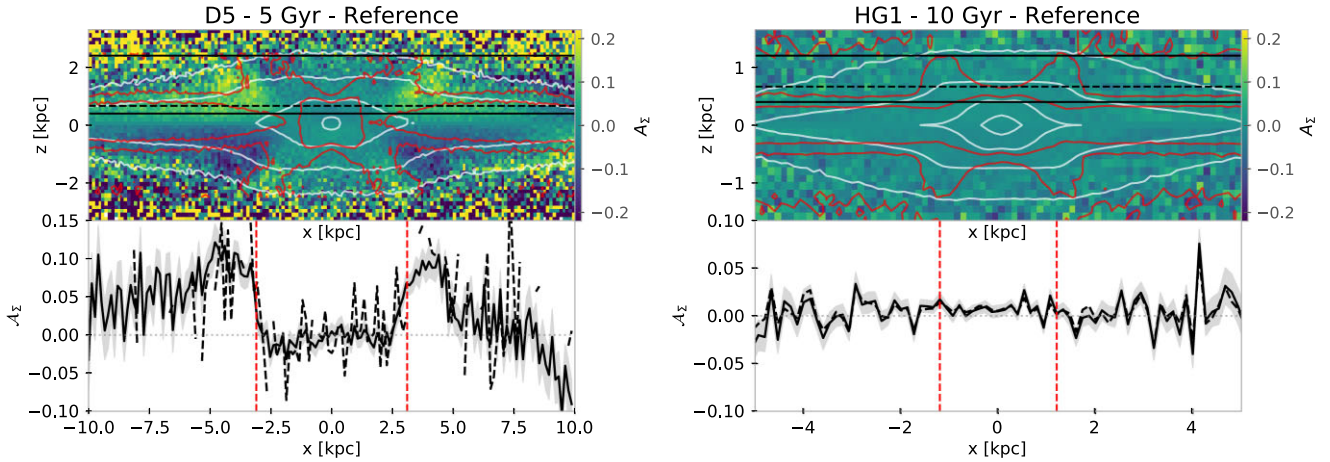 D5 - 5 Gyr - Reference
2
0
−2
z [kpc]
0.2
0.1
0.0
−0.1
−0.2
AΣ
x [kpc]
0.15
0.10
0.05
0.00
−0.05
−0.10
AΣ
−10.0 −7.5 −5.0 −2.5 0.0 2.5 5.0 7.5 10.0
x [kpc]
HG1 - 10 Gyr - Reference
1
0
−1
z [kpc]
0.2
0.1
0.0
−0.1
−0.2
AΣ
x [kpc]
0.10
0.05
0.00
−0.05
−0.10
AΣ
−4 −2 0 2 4
x [kpc]